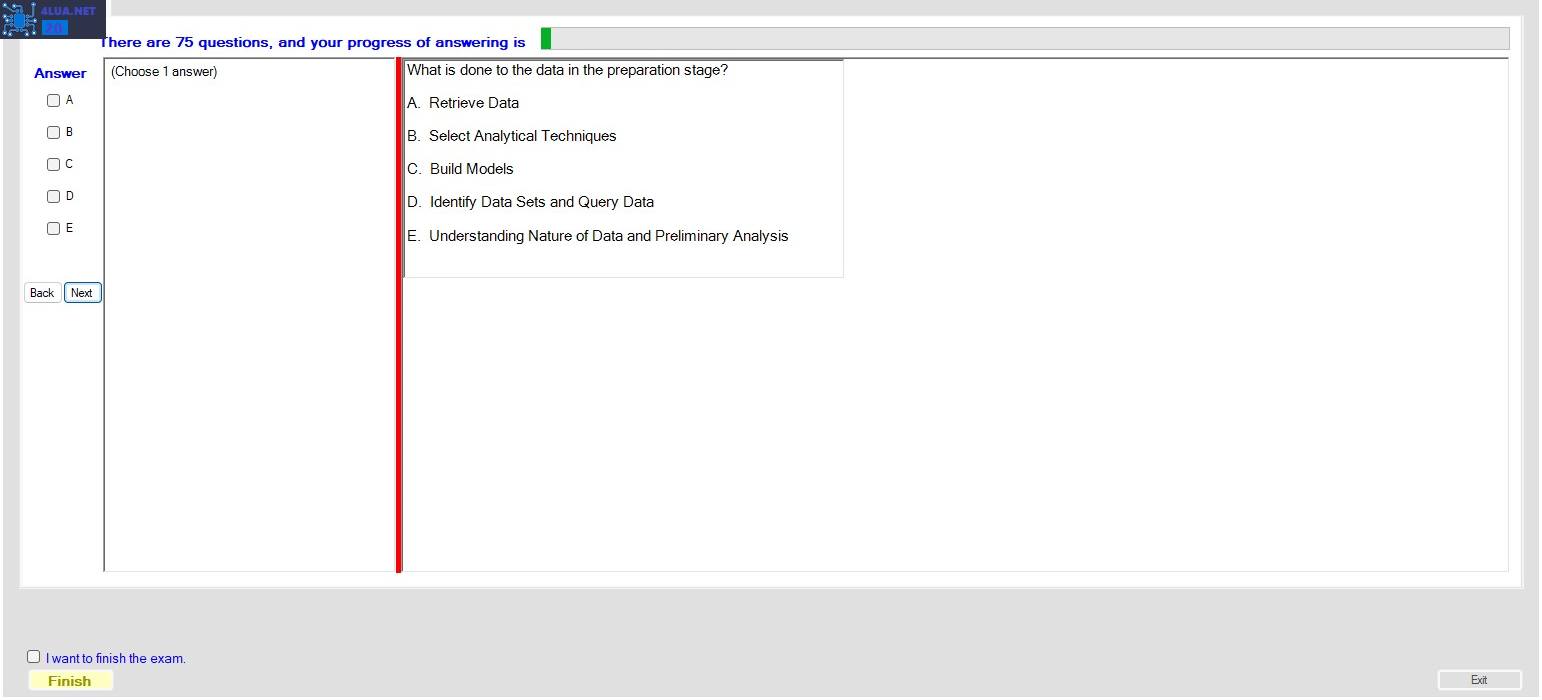 4LUA.NET
20
There are 75 questions, and your progress of answering is
Answer
(Choose 1 answer)
What is done to the data in the preparation stage?
A
A. Retrieve Data
B
B. Select Analytical Techniques
C
C. Build Models
D
D. Identify Data Sets and Query Data
E
E. Understanding Nature of Data and Preliminary Analysis
Back
Next
I want to finish the exam.
Finish
Exit